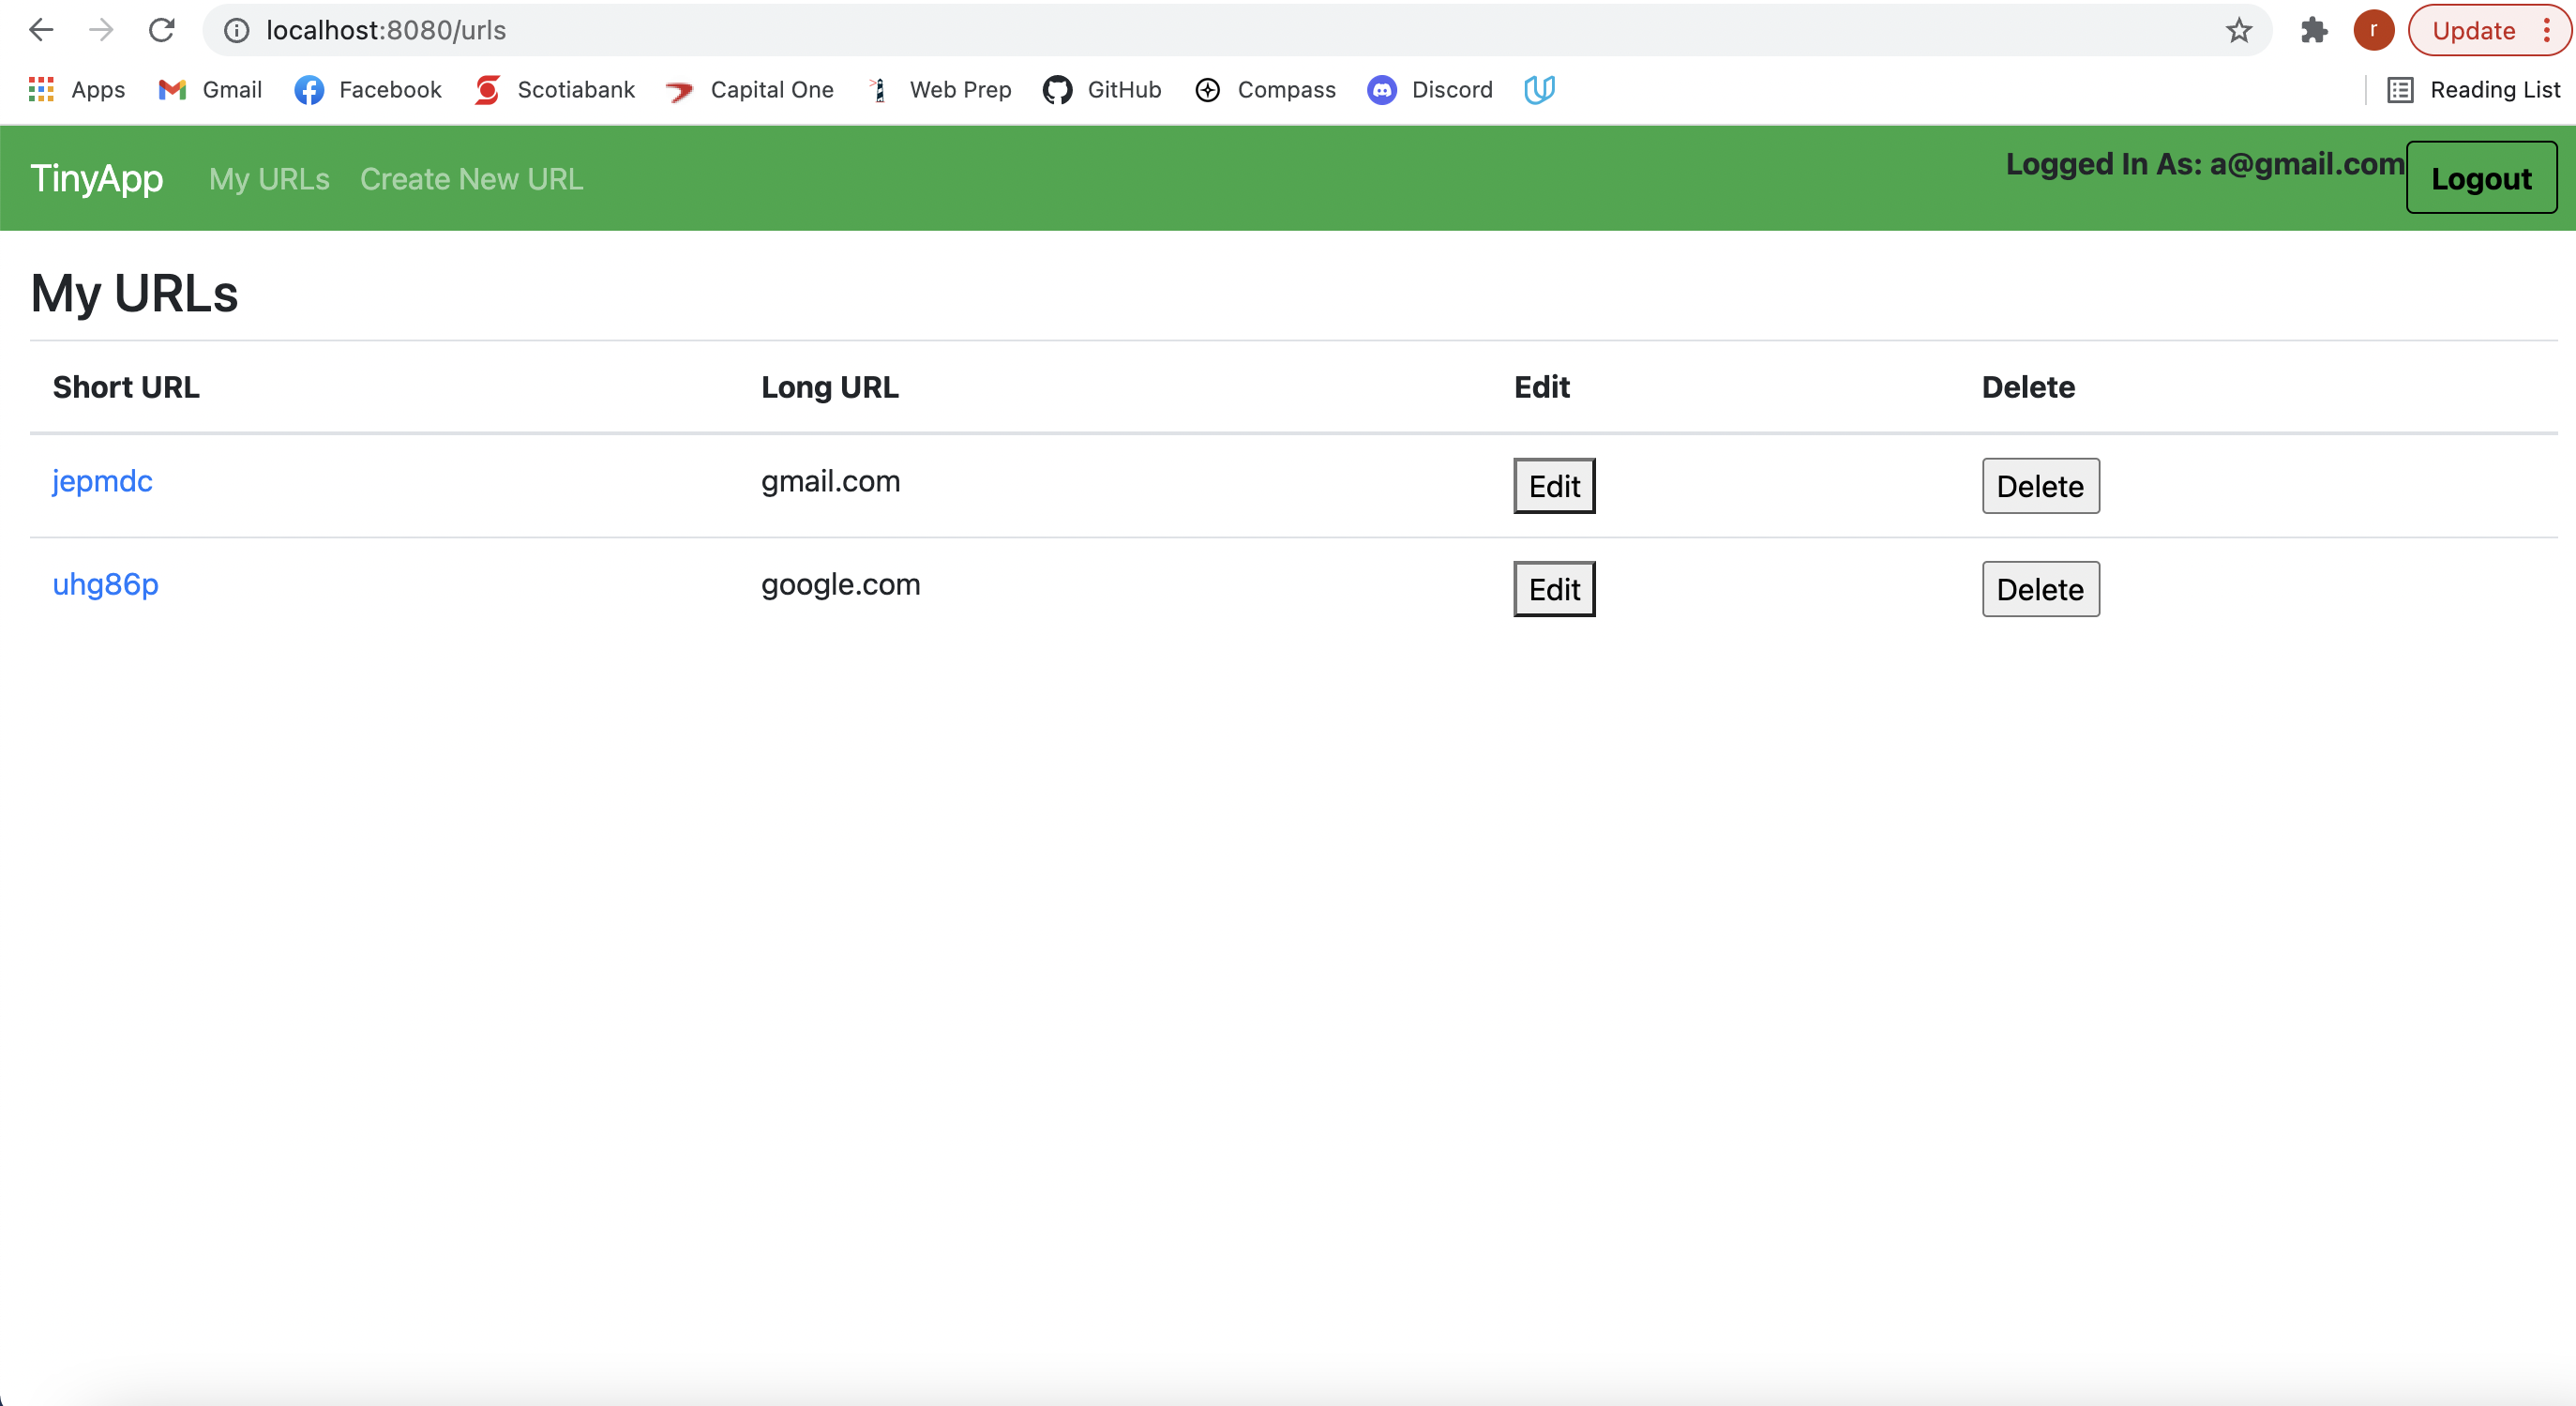 localhost:8080/urls
r
Update
Apps Gmail Facebook Scotiabank Capital One Web Prep GitHub Compass Discord Reading List
TinyApp My URLs Create New URL Logged In As: a@gmail.com Logout
My URLs
Short URL Long URL Edit Delete
jepmdc gmail.com Edit Delete
uhg86p google.com Edit Delete